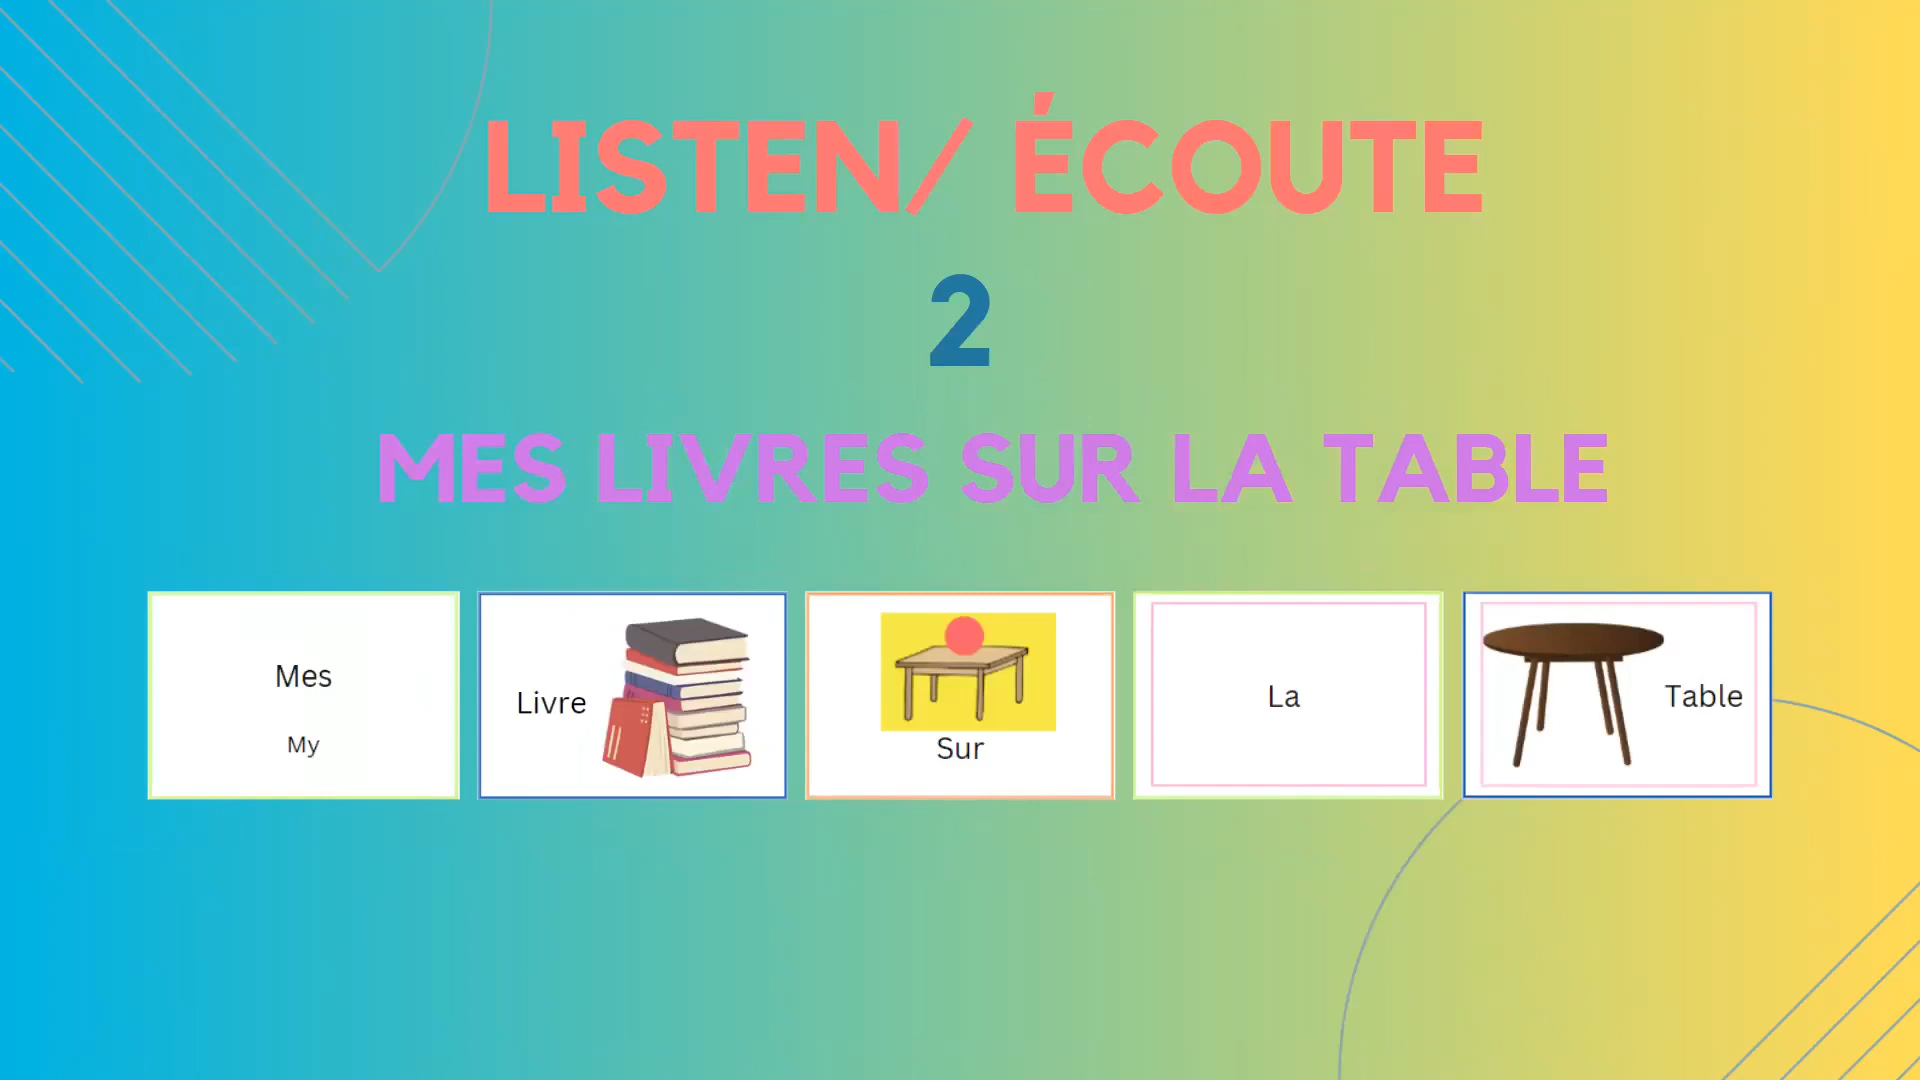 LISTEN/ ÉCOUTE
2
MES LIVRES SUR LA TABLE
Mes
My
Livre
Sur
La
Table